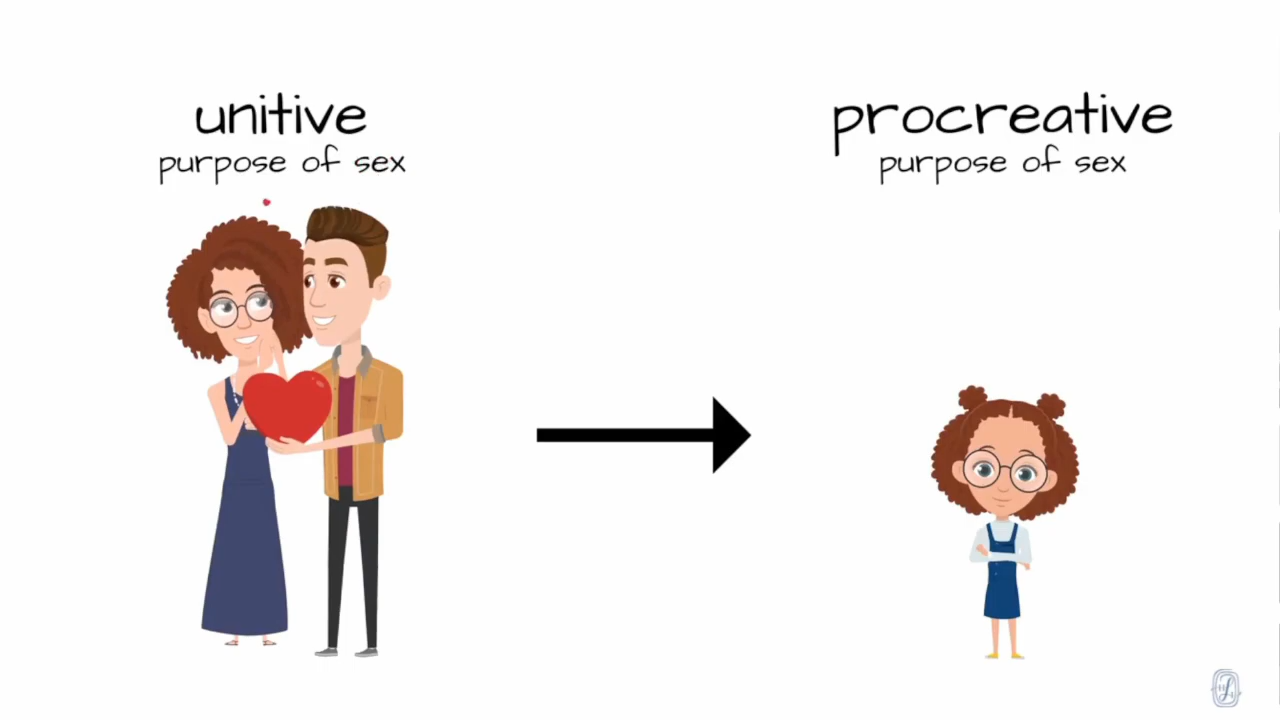 unitive
purpose of sex
procreative
purpose of sex